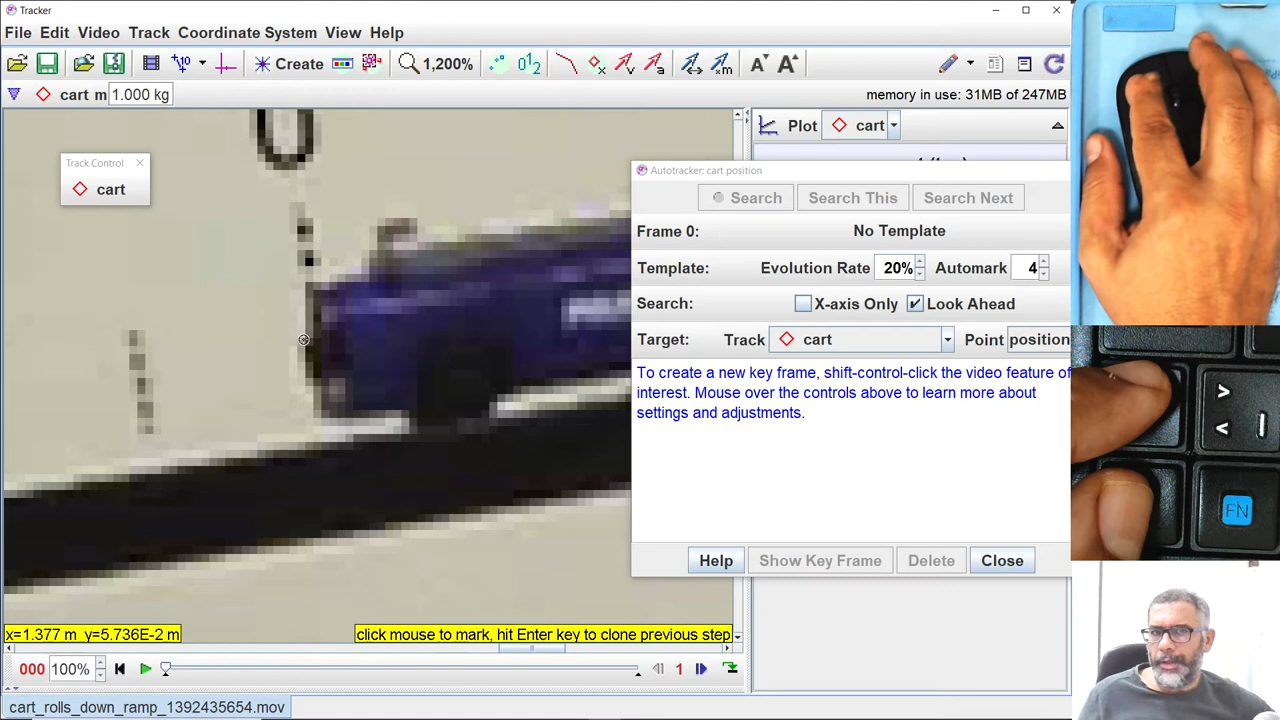 Tracker
File Edit Video Track Coordinate System View Help
Create 1,200%
cart m 1.000 kg memory in use: 31MB of 247MB
Plot cart
Track Control
cart
Autotracker: cart position
Search Search This Search Next
Frame 0: No Template
Template: Evolution Rate 20% Automark 4
Search: X-axis Only Look Ahead
Target: Track cart Point position
To create a new key frame, shift-control-click the video feature of
interest. Mouse over the controls above to learn more about
settings and adjustments.
Help Show Key Frame Delete Close
x=1.377 m y=5.736E-2 m click mouse to mark, hit Enter key to clone previous step
000 100% 1
cart_rolls_down_ramp_1392435654.mov
FN